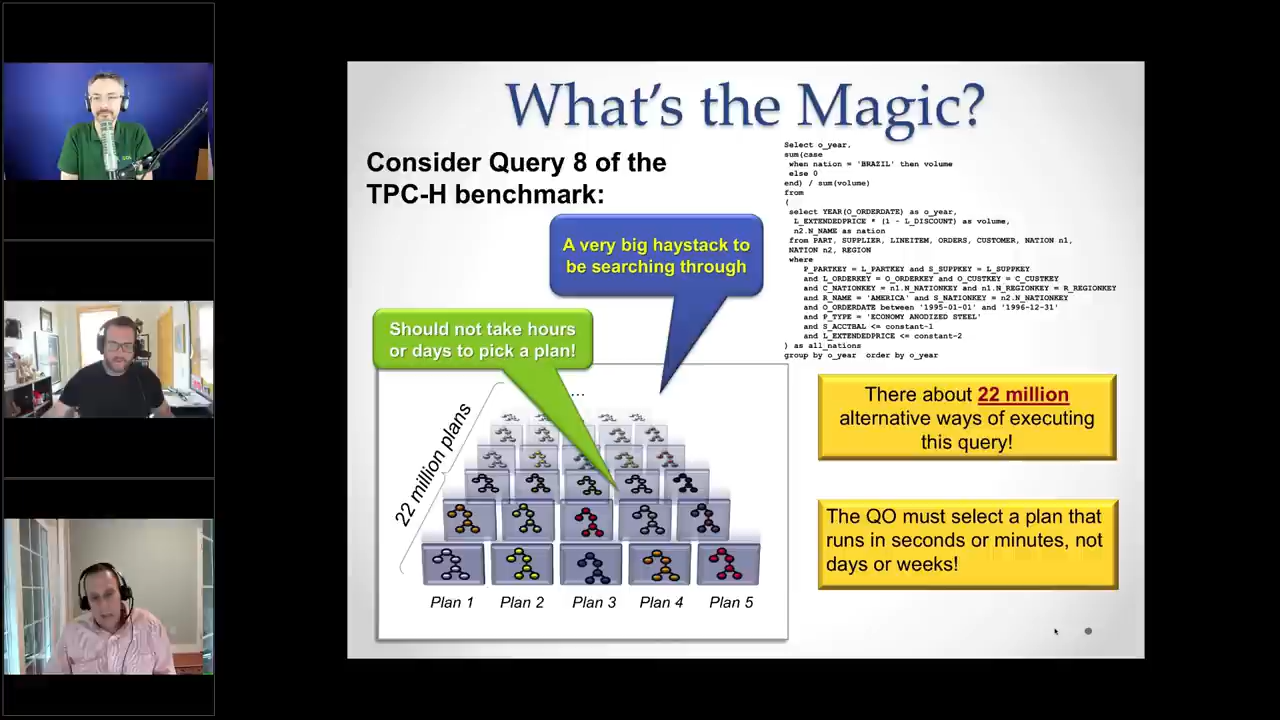 What's the Magic?
Consider Query 8 of the
TPC-H benchmark:
Select o_year,
sum(case
when nation = 'BRAZIL' then volume
else 0
end) / sum(volume)
from
(
select YEAR(O_ORDERDATE) as o_year,
L_EXTENDEDPRICE * (1 - L_DISCOUNT) as volume,
n2.N_NAME as nation
from PART, SUPPLIER, LINEITEM, ORDERS, CUSTOMER, NATION n1,
NATION n2, REGION
where
P_PARTKEY = L_PARTKEY and S_SUPPKEY = L_SUPPKEY
and L_ORDERKEY = O_ORDERKEY and O_CUSTKEY = C_CUSTKEY
and C_NATIONKEY = n1.N_NATIONKEY and n1.N_REGIONKEY = R_REGIONKEY
and R_NAME = 'AMERICA' and S_NATIONKEY = n2.N_NATIONKEY
and O_ORDERDATE between '1995-01-01' and '1996-12-31'
and P_TYPE = 'ECONOMY ANODIZED STEEL'
and S_ACCTBAL <= constant-1
and L_EXTENDEDPRICE <= constant-2
) as all_nations
group by o_year order by o_year
A very big haystack to
be searching through
Should not take hours
or days to pick a plan!
...
22 million plans
Plan 1 Plan 2 Plan 3 Plan 4 Plan 5
There about 22 million
alternative ways of executing
this query!
The QO must select a plan that
runs in seconds or minutes, not
days or weeks!